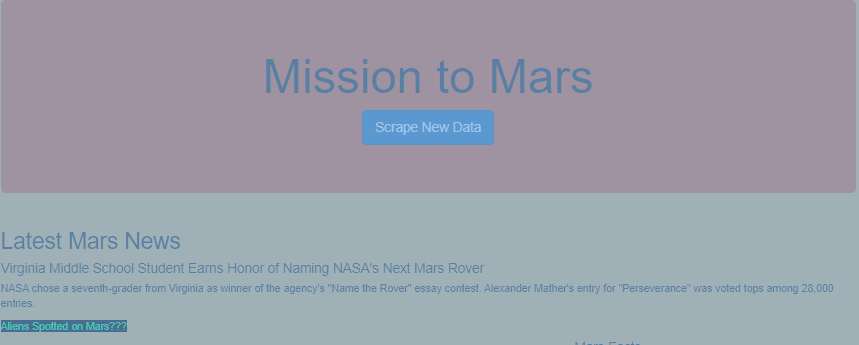 Mission to Mars
Scrape New Data
Latest Mars News
Virginia Middle School Student Earns Honor of Naming NASA's Next Mars Rover
NASA chose a seventh-grader from Virginia as winner of the agency's "Name the Rover" essay contest. Alexander Mather's entry for "Perseverance" was voted tops among 28,000
entries.
Aliens Spotted on Mars???
Mars Facts